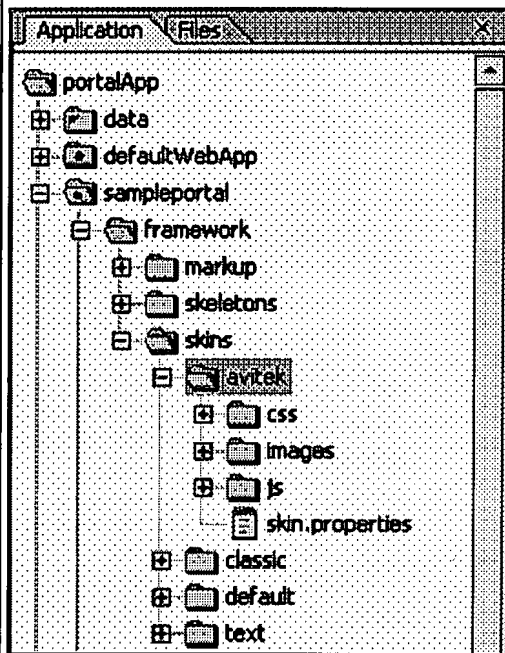 Application Files
portalApp
data
defaultWebApp
sampleportal
framework
markup
skeletons
skins
avitek
css
images
js
skin.properties
classic
default
text